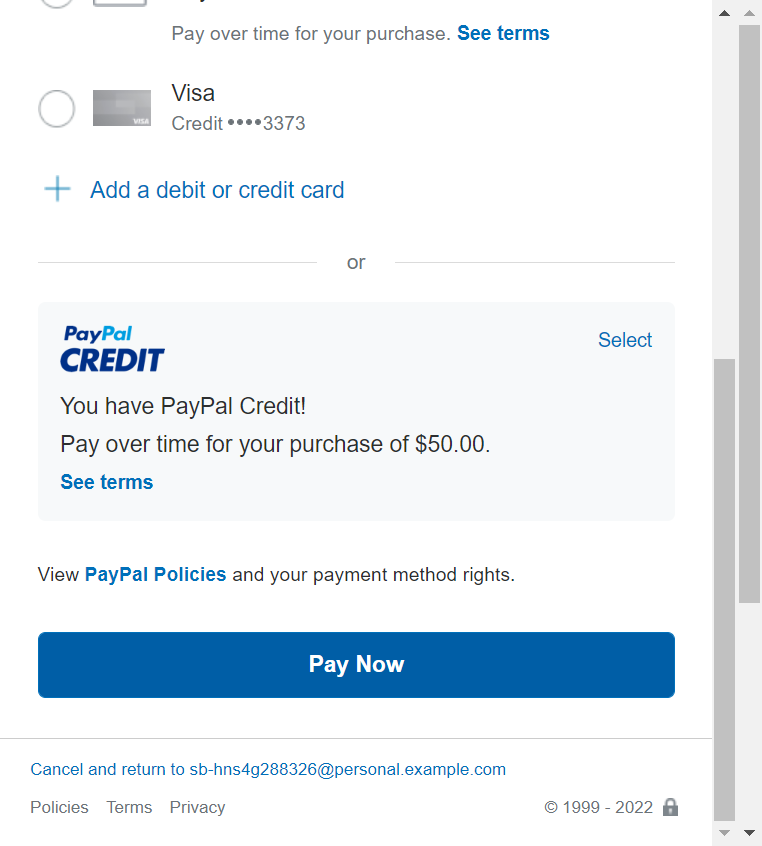 Pay over time for your purchase. See terms
Visa
VISA
Credit ••••3373
Add a debit or credit card
or
PayPal
CREDIT
Select
You have PayPal Credit!
Pay over time for your purchase of $50.00.
See terms
View PayPal Policies and your payment method rights.
Pay Now
Cancel and return to sb-hns4g288326@personal.example.com
Policies Terms Privacy
© 1999 - 2022